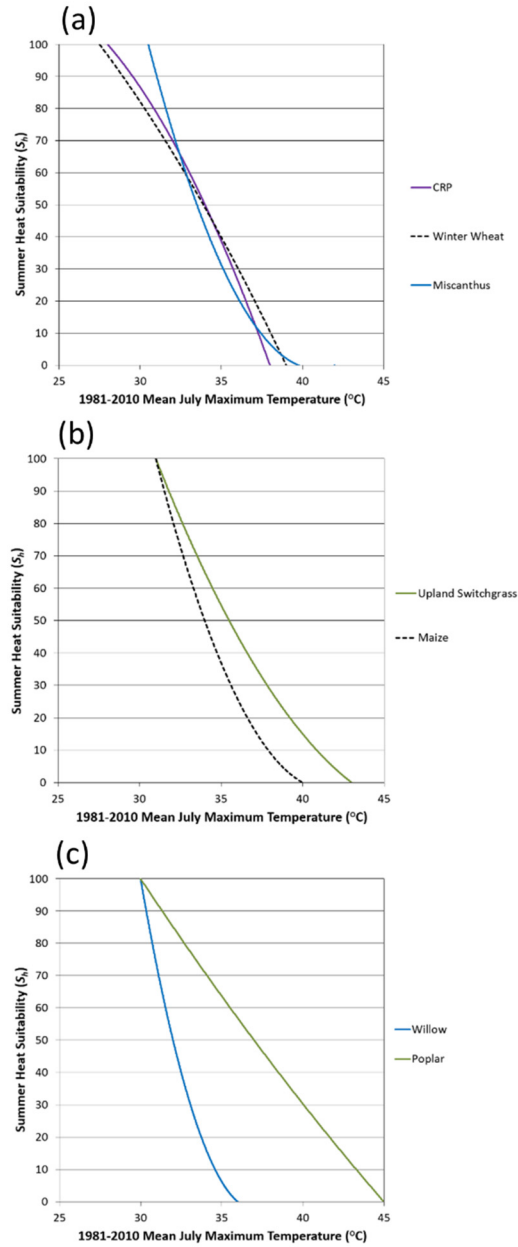 (a)
100
90
80
70
60
50
40
30
20
10
0
Summer Heat Suitability (Sh)
25 30 35 40 45
1981-2010 Mean July Maximum Temperature (°C)
CRP
Winter Wheat
Miscanthus
(b)
100
90
80
70
60
50
40
30
20
10
0
Summer Heat Suitability (Sh)
25 30 35 40 45
1981-2010 Mean July Maximum Temperature (°C)
Upland Switchgrass
Maize
(c)
100
90
80
70
60
50
40
30
20
10
0
Summer Heat Suitability (Sh)
25 30 35 40 45
1981-2010 Mean July Maximum Temperature (°C)
Willow
Poplar